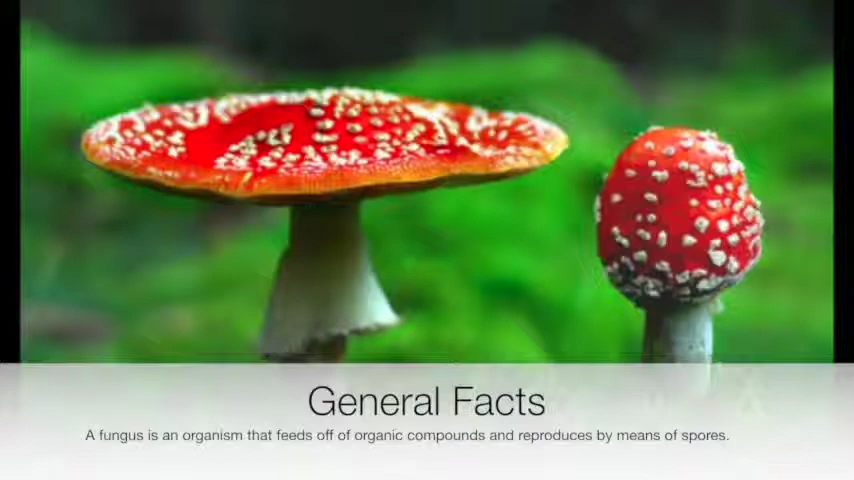 General Facts
A fungus is an organism that feeds off of organic compounds and reproduces by means of spores.